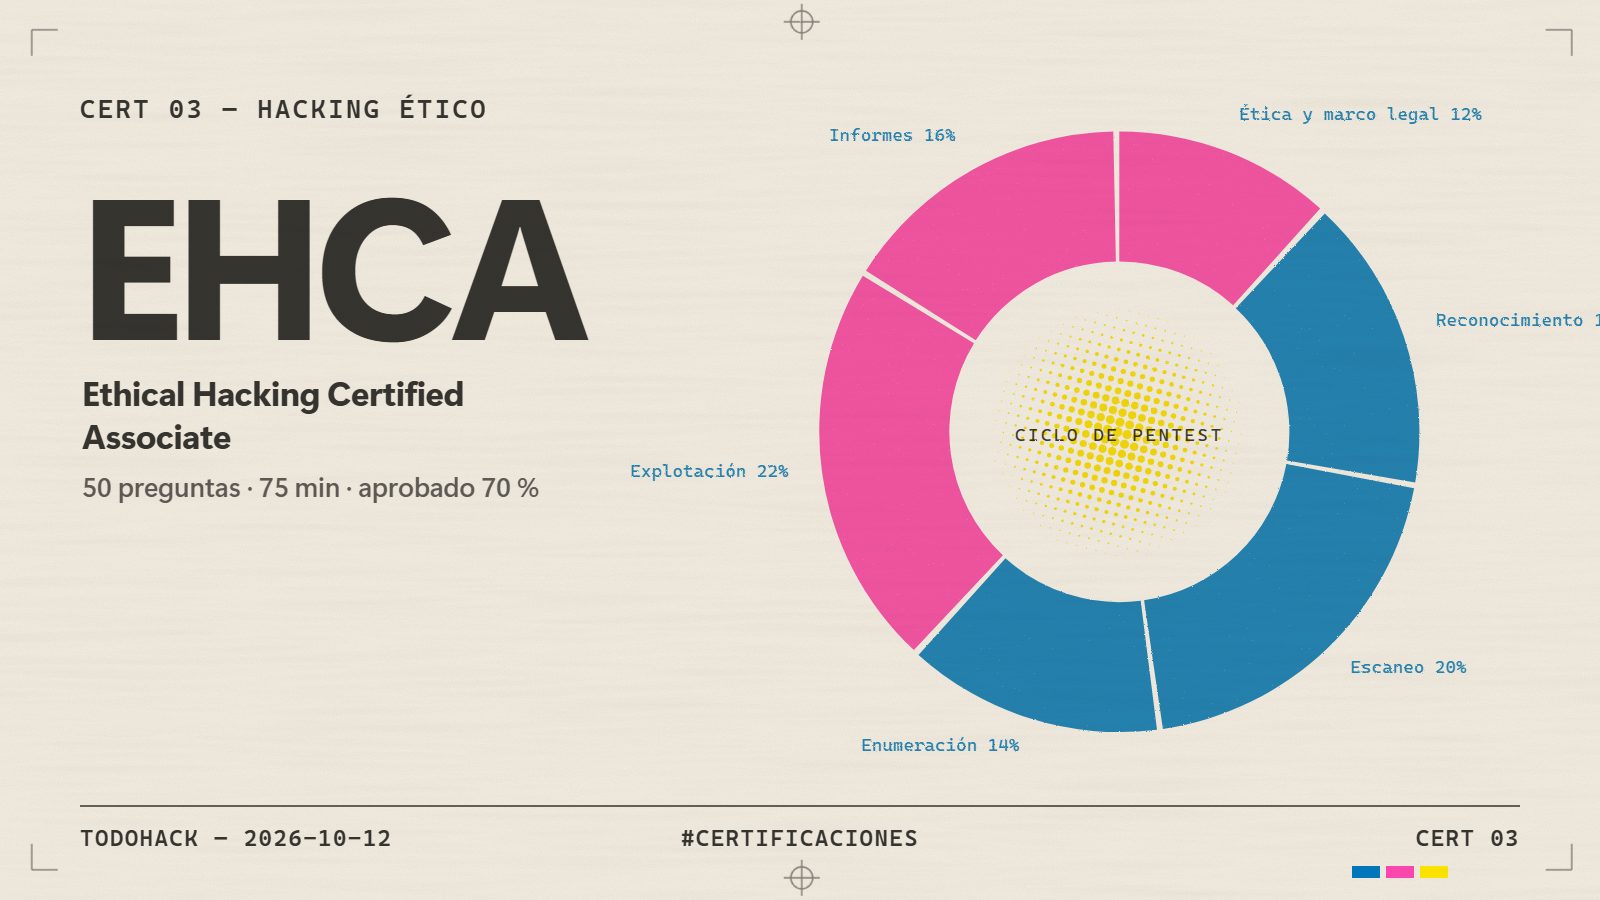 CERT 03 — HACKING ÉTICO
EHCA
Ethical Hacking Certified
Associate
50 preguntas · 75 min · aprobado 70 %
Informes 16%
Ética y marco legal 12%
Reconocimiento
Explotación 22%
CICLO DE PENTEST
Escaneo 20%
Enumeración 14%
TODOHACK — 2026-10-12
#CERTIFICACIONES
CERT 03